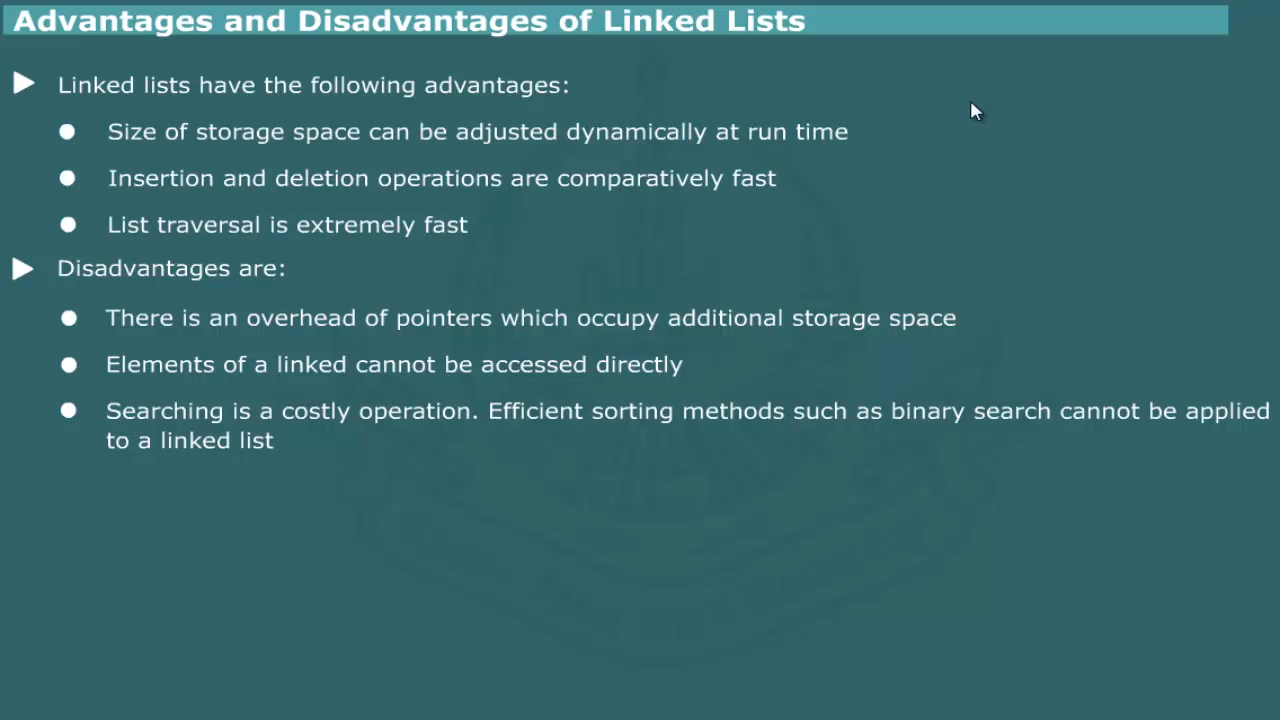 Advantages and Disadvantages of Linked Lists
Linked lists have the following advantages:
Size of storage space can be adjusted dynamically at run time
Insertion and deletion operations are comparatively fast
List traversal is extremely fast
Disadvantages are:
There is an overhead of pointers which occupy additional storage space
Elements of a linked cannot be accessed directly
Searching is a costly operation. Efficient sorting methods such as binary search cannot be applied
to a linked list